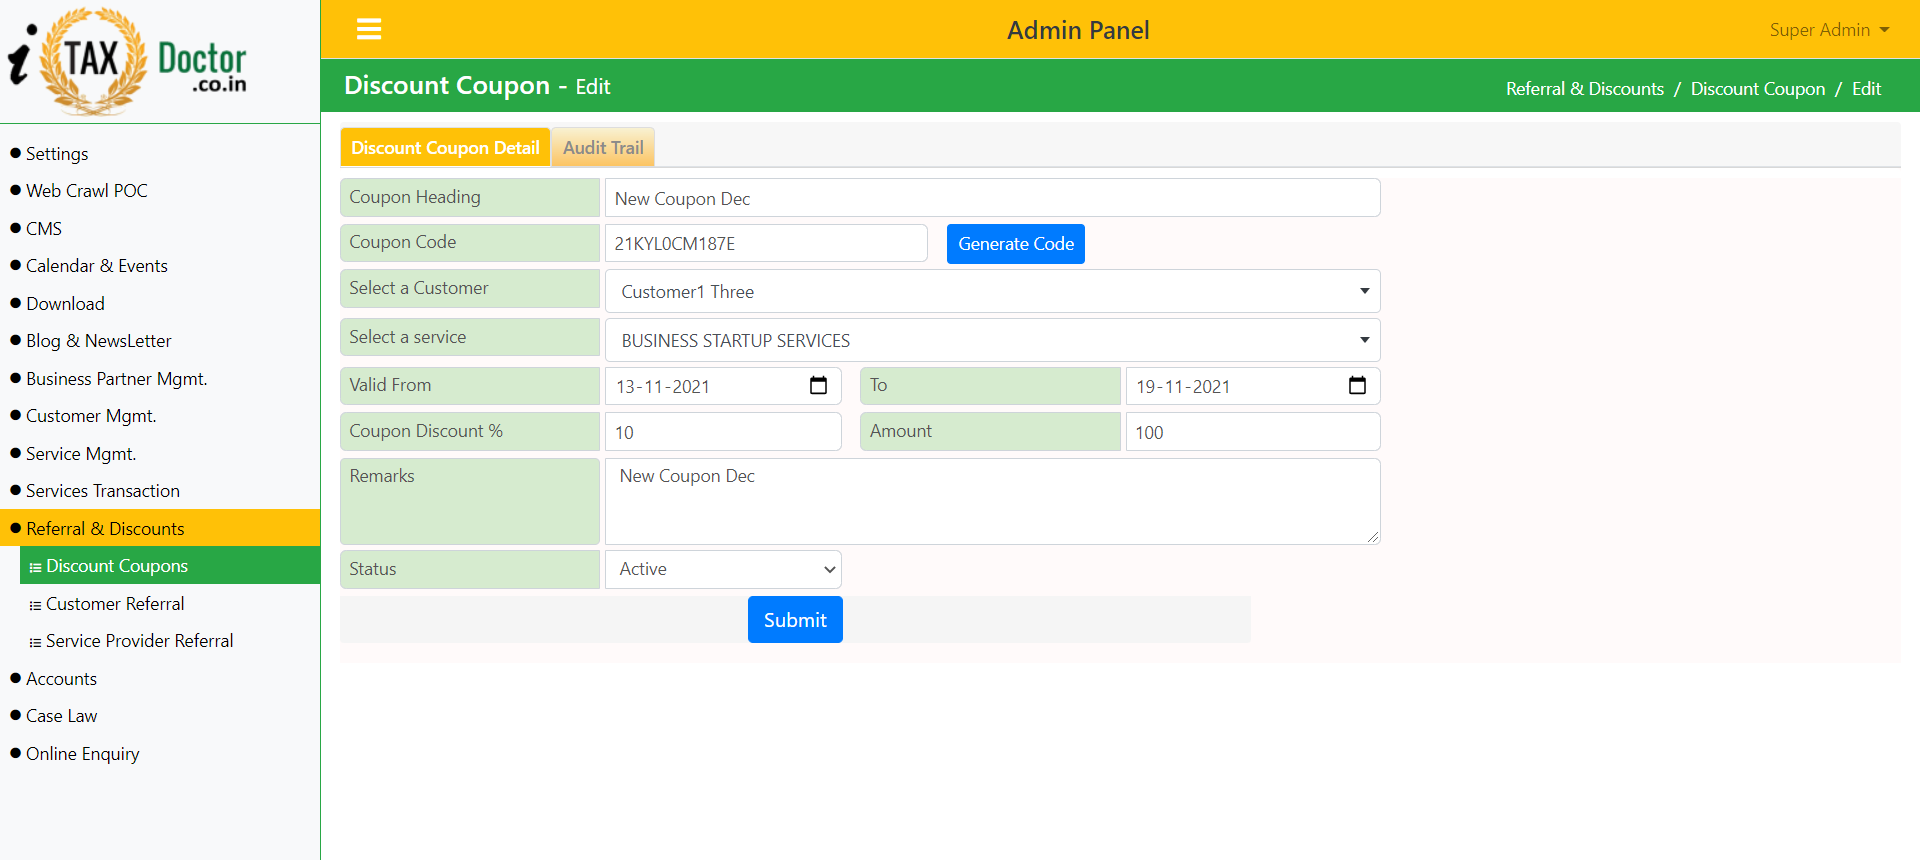 i TAX Doctor
.co.in
Admin Panel
Super Admin
Discount Coupon - Edit
Referral & Discounts / Discount Coupon / Edit
Settings
Web Crawl POC
CMS
Calendar & Events
Download
Blog & NewsLetter
Business Partner Mgmt.
Customer Mgmt.
Service Mgmt.
Services Transaction
Referral & Discounts
Discount Coupons
Customer Referral
Service Provider Referral
Accounts
Case Law
Online Enquiry
Discount Coupon Detail Audit Trail
Coupon Heading New Coupon Dec
Coupon Code 21KYL0CM187E Generate Code
Select a Customer Customer1 Three
Select a service BUSINESS STARTUP SERVICES
Valid From 13-11-2021 To 19-11-2021
Coupon Discount % 10 Amount 100
Remarks New Coupon Dec
Status Active
Submit